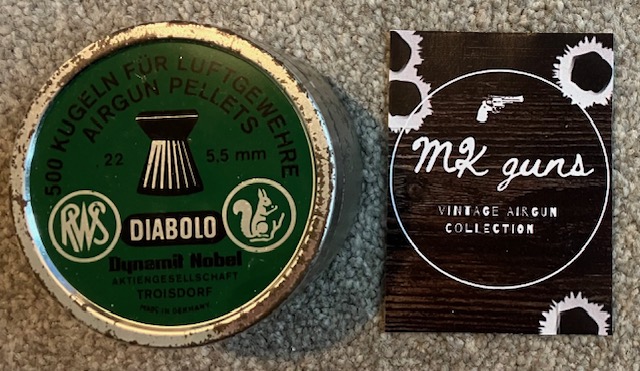 500 KUGELN FÜR LUFTGEWEHRE
AIRGUN PELLETS
22 5,5 mm
RWS
DIABOLO
Dynamit Nobel
AKTIENGESELLSCHAFT
TROISDORF
MADE IN GERMANY
MK guns
VINTAGE AIRGUN
COLLECTION